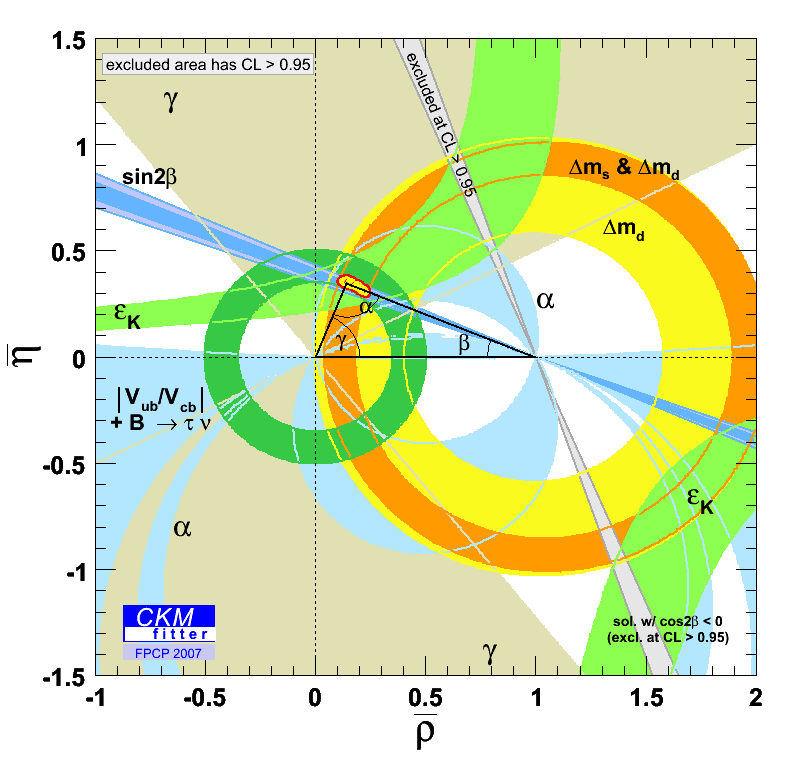 excluded area has CL > 0.95
γ
sin2β
excluded at CL > 0.95
Δmₛ & Δm_d
Δm_d
ε_K
α
α
γ
β
|V_ub/V_cb|
+ B → τ ν
α
ε_K
γ
sol. w/ cos2β < 0
(excl. at CL > 0.95)
CKM
fitter
FPCP 2007
1.5
1
0.5
0
-0.5
-1
-1.5
η̅
-1
-0.5
0
0.5
1
1.5
2
ρ̅